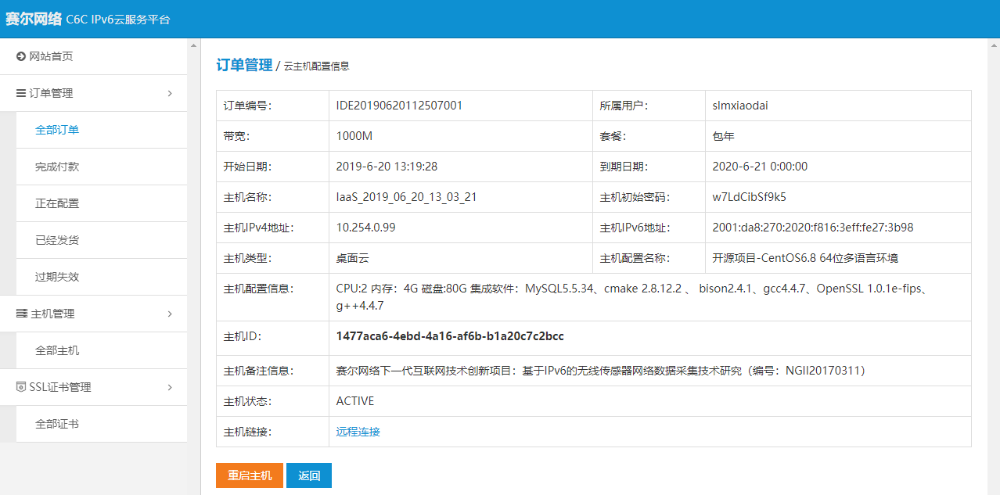 赛尔网络 C6C IPv6云服务平台
网站首页
订单管理
全部订单
完成付款
正在配置
已经发货
过期失效
主机管理
全部主机
SSL证书管理
全部证书
订单管理 / 云主机配置信息
订单编号: IDE20190620112507001 所属用户: slmxiaodai
带宽: 1000M 套餐: 包年
开始日期: 2019-6-20 13:19:28 到期日期: 2020-6-21 0:00:00
主机名称: IaaS_2019_06_20_13_03_21 主机初始密码: w7LdCibSf9k5
主机IPv4地址: 10.254.0.99 主机IPv6地址: 2001:da8:270:2020:f816:3eff:fe27:3b98
主机类型: 桌面云 主机配置名称: 开源项目-CentOS6.8 64位多语言环境
主机配置信息: CPU:2 内存：4G 磁盘:80G 集成软件：MySQL5.5.34、cmake 2.8.12.2 、 bison2.4.1、gcc4.4.7、OpenSSL 1.0.1e-fips、
g++4.4.7
主机ID: 1477aca6-4ebd-4a16-af6b-b1a20c7c2bcc
主机备注信息: 赛尔网络下一代互联网技术创新项目：基于IPv6的无线传感器网络数据采集技术研究（编号：NGII20170311）
主机状态: ACTIVE
主机链接: 远程连接
重启主机 返回